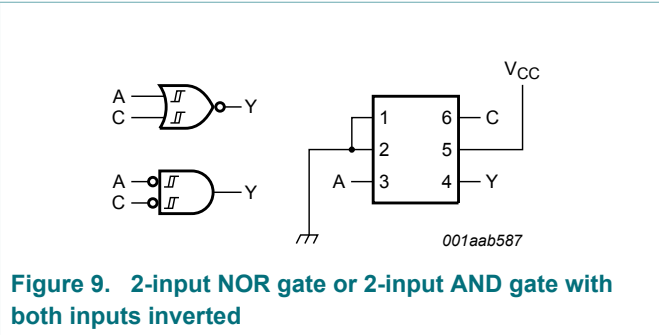 A
C
Y
A
C
Y
VCC
1
6
C
2
5
A
3
4
Y
001aab587
Figure 9. 2-input NOR gate or 2-input AND gate with
both inputs inverted